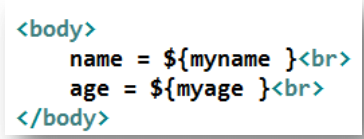 <body>
name = ${myname }<br>
age = ${myage }<br>
</body>